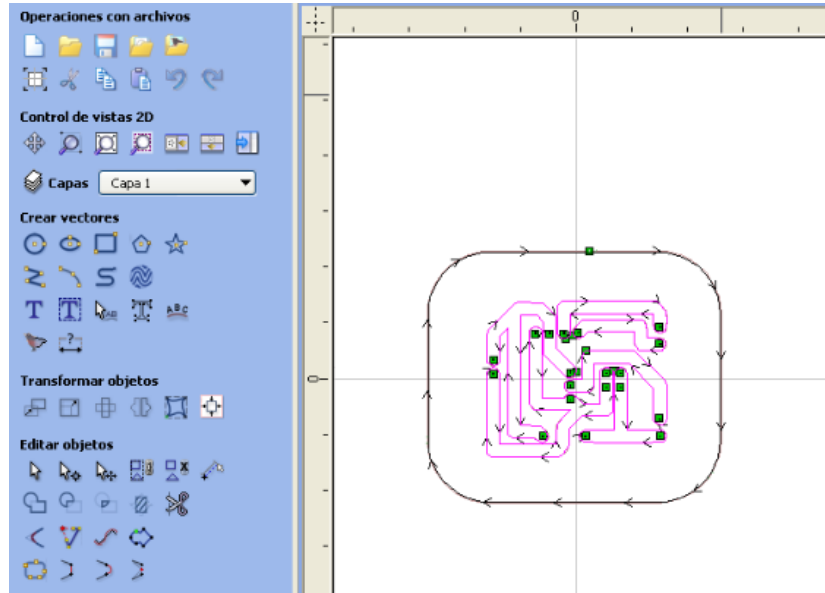 Operaciones con archivos
0
Control de vistas 2D
Capas
Capa 1
Crear vectores
Transformar objetos
0
Editar objetos